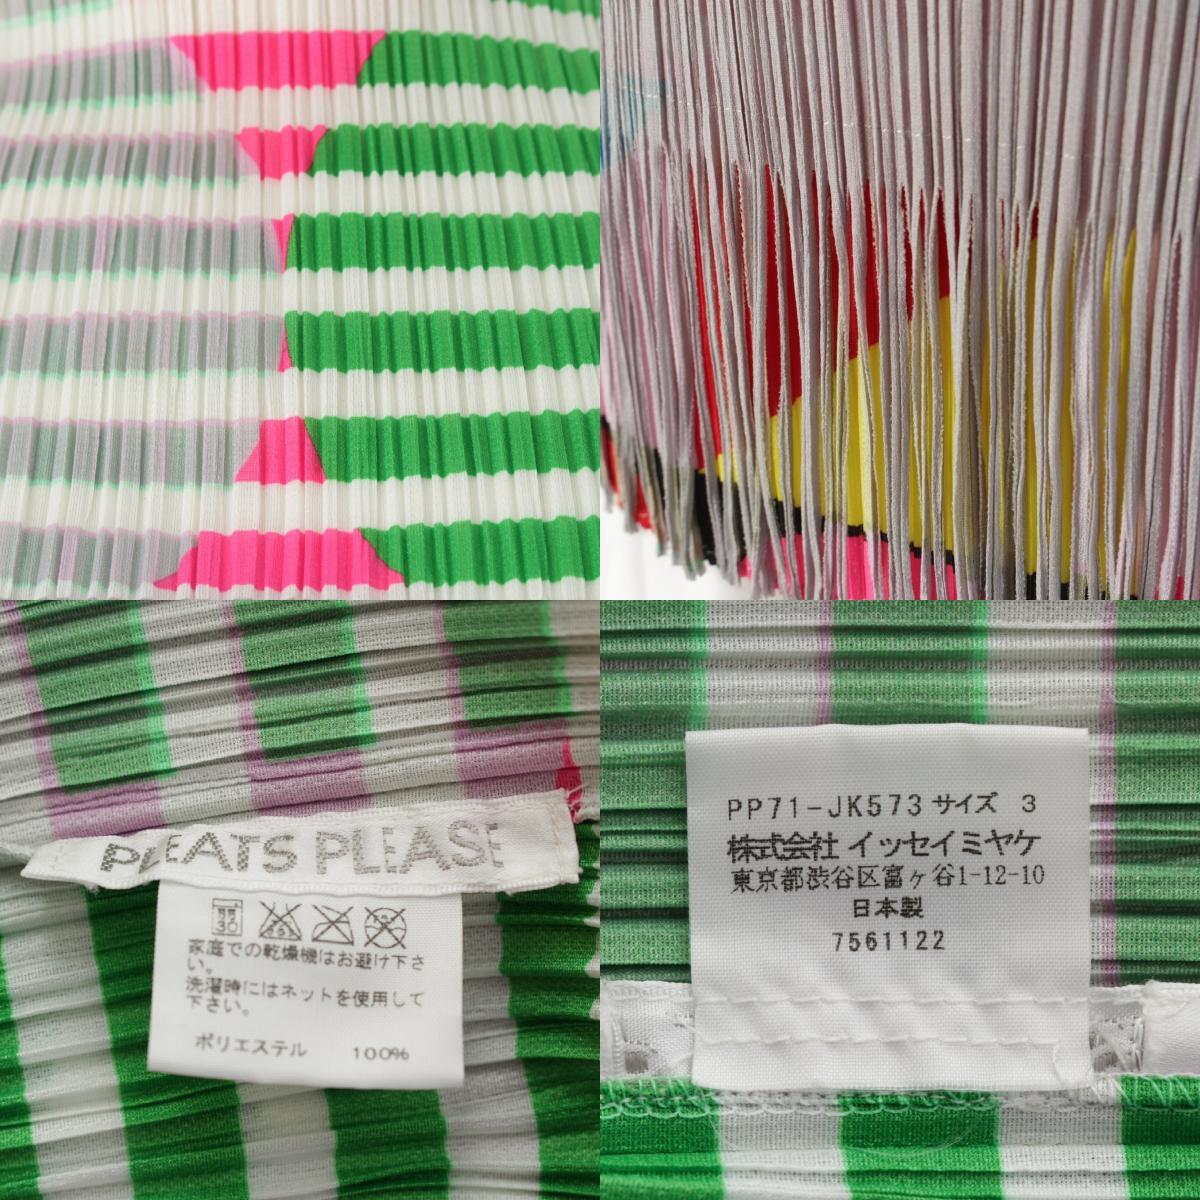 PLEATS PLEASE
30
家庭での乾燥機はお避け下さ
い。
洗濯時にはネットを使用して
下さい。
ポリエステル 100%
PP71-JK573 サイズ 3
株式会社 イッセイミヤケ
東京都渋谷区富ヶ谷1-12-10
日本製
7561122